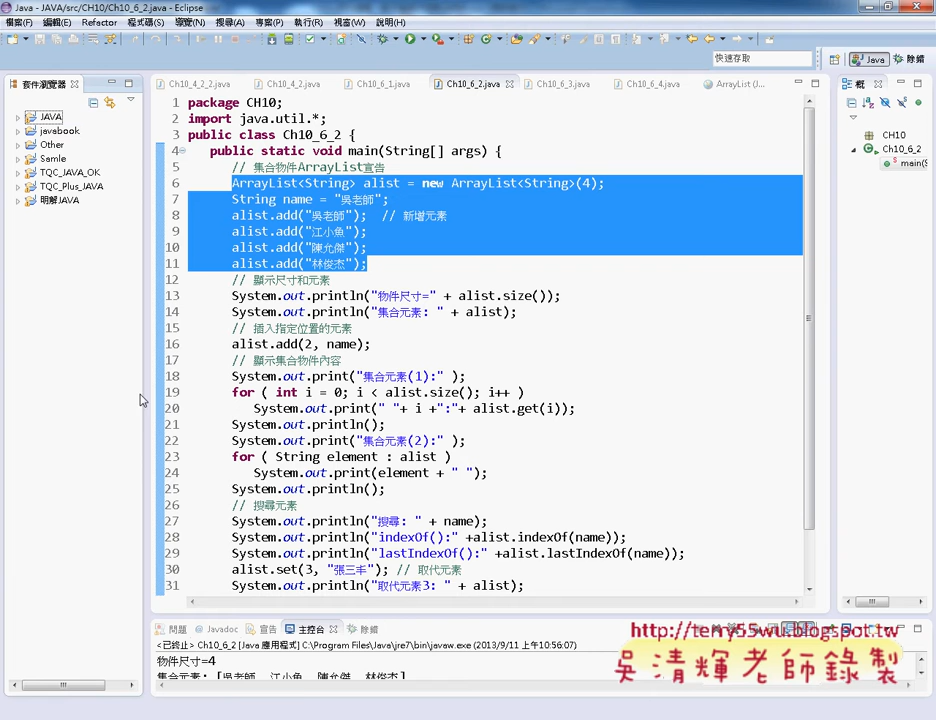 Java - JAVA/src/CH10/Ch10_6_2.java - Eclipse
檔案(F) 編輯(E) Refactor 程式碼(S) 導覽(N) 搜尋(A) 專案(P) 執行(R) 視窗(W) 說明(H)
快速存取
Java 除錯
套件瀏覽器
JAVA
javabook
Other
Samle
TQC_JAVA_OK
TQC_Plus_JAVA
明解JAVA
Ch10_4_2_2.java Ch10_4_2.java Ch10_6_1.java Ch10_6_2.java Ch10_6_3.java Ch10_6_4.java ArrayList (J...
1 package CH10;
2 import java.util.*;
3 public class Ch10_6_2 {
4 public static void main(String[] args) {
5 // 集合物件ArrayList宣告
6 ArrayList<String> alist = new ArrayList<String>(4);
7 String name = "吳老師";
8 alist.add("吳老師"); // 新增元素
9 alist.add("江小魚");
10 alist.add("陳允傑");
11 alist.add("林俊杰");
12 // 顯示尺寸和元素
13 System.out.println("物件尺寸=" + alist.size());
14 System.out.println("集合元素: " + alist);
15 // 插入指定位置的元素
16 alist.add(2, name);
17 // 顯示集合物件內容
18 System.out.print("集合元素(1):" );
19 for ( int i = 0; i < alist.size(); i++ )
20 System.out.print(" "+ i +":"+ alist.get(i));
21 System.out.println();
22 System.out.print("集合元素(2):" );
23 for ( String element : alist )
24 System.out.print(element + " ");
25 System.out.println();
26 // 搜尋元素
27 System.out.println("搜尋: " + name);
28 System.out.println("indexOf():" +alist.indexOf(name));
29 System.out.println("lastIndexOf():" +alist.lastIndexOf(name));
30 alist.set(3, "張三丰"); // 取代元素
31 System.out.println("取代元素3: " + alist);
概
CH10
Ch10_6_2
main(S
問題 Javadoc 宣告 主控台 除錯
<已終止> Ch10_6_2 [Java 應用程式] C:\Program Files\Java\jre7\bin\javaw.exe (2013/9/11 上午10:56:07)
物件尺寸=4
集合元素: [吳老師, 江小魚, 陳允傑, 林俊杰]
http://terry55wu.blogspot.tw
吳清輝老師錄製